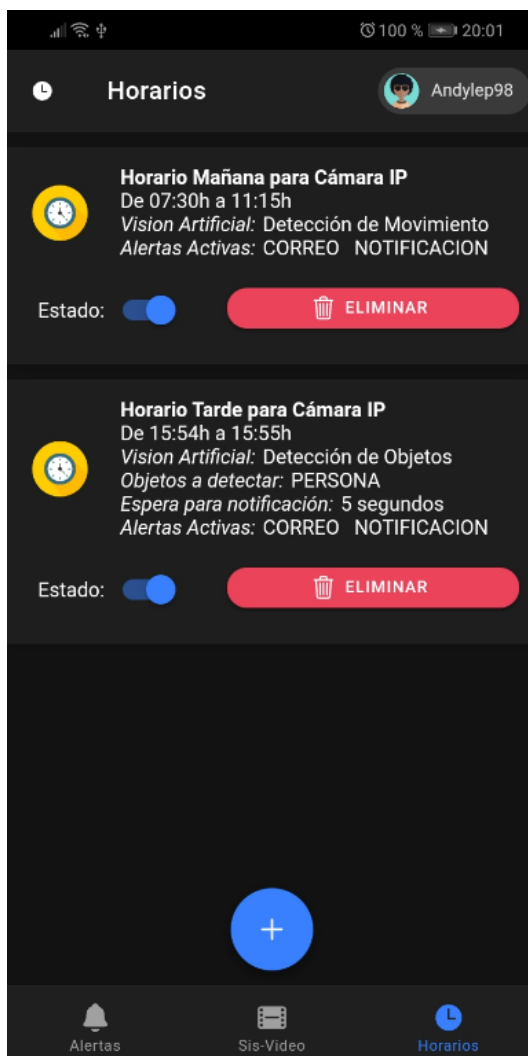 100 % 20:01
Horarios
Andylep98
Horario Mañana para Cámara IP
De 07:30h a 11:15h
Vision Artificial: Detección de Movimiento
Alertas Activas: CORREO NOTIFICACION
Estado:
ELIMINAR
Horario Tarde para Cámara IP
De 15:54h a 15:55h
Vision Artificial: Detección de Objetos
Objetos a detectar: PERSONA
Espera para notificación: 5 segundos
Alertas Activas: CORREO NOTIFICACION
Estado:
ELIMINAR
Alertas
Sis-Video
Horarios